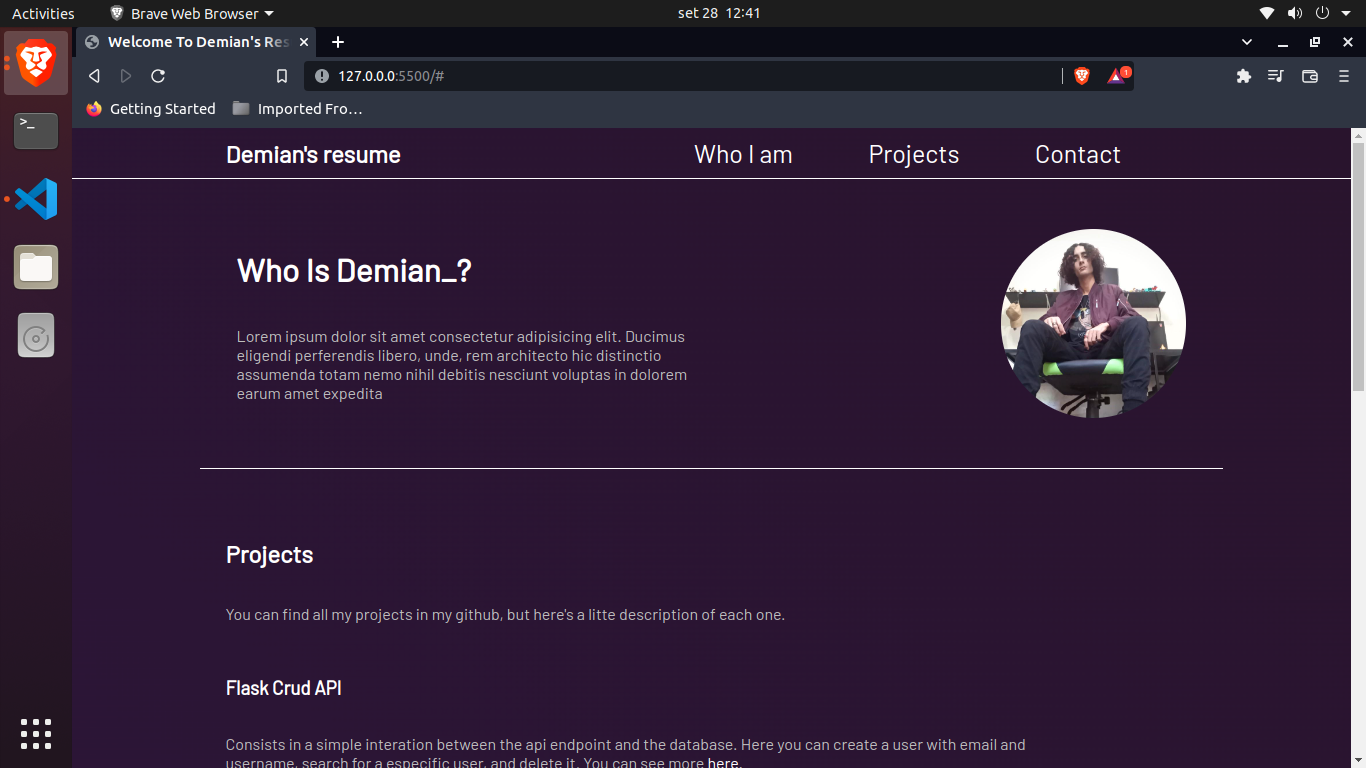 Activities Brave Web Browser set 28 12:41
Welcome To Demian's Res
127.0.0.0:5500/# 1
Getting Started Imported Fro...
Demian's resume Who I am Projects Contact
Who Is Demian_?
Lorem ipsum dolor sit amet consectetur adipisicing elit. Ducimus
eligendi perferendis libero, unde, rem architecto hic distinctio
assumenda totam nemo nihil debitis nesciunt voluptas in dolorem
earum amet expedita
Projects
You can find all my projects in my github, but here's a litte description of each one.
Flask Crud API
Consists in a simple interation between the api endpoint and the database. Here you can create a user with email and
username, search for a especific user, and delete it. You can see more here.